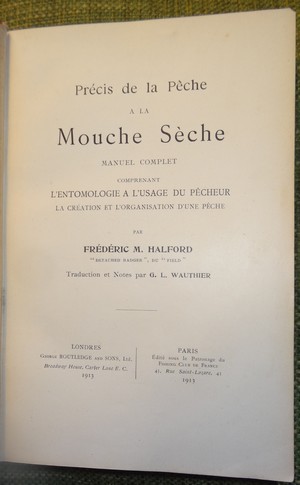 Précis de la Pêche
A LA
Mouche Sèche
MANUEL COMPLET
COMPRENANT
L'ENTOMOLOGIE A L'USAGE DU PÊCHEUR
LA CRÉATION ET L'ORGANISATION D'UNE PÊCHE
PAR
FRÉDÉRIC M. HALFORD
"DETACHED BADGER", DU "FIELD"
Traduction et Notes par G. L. WAUTHIER
LONDRES
GEORGE ROUTLEDGE AND SONS, Ltd.
Broadway House, Carter Lane E. C.
1913
PARIS
Édité sous le Patronage du
FISHING CLUB DE FRANCE
41, Rue Saint-Lazare, 41
1913